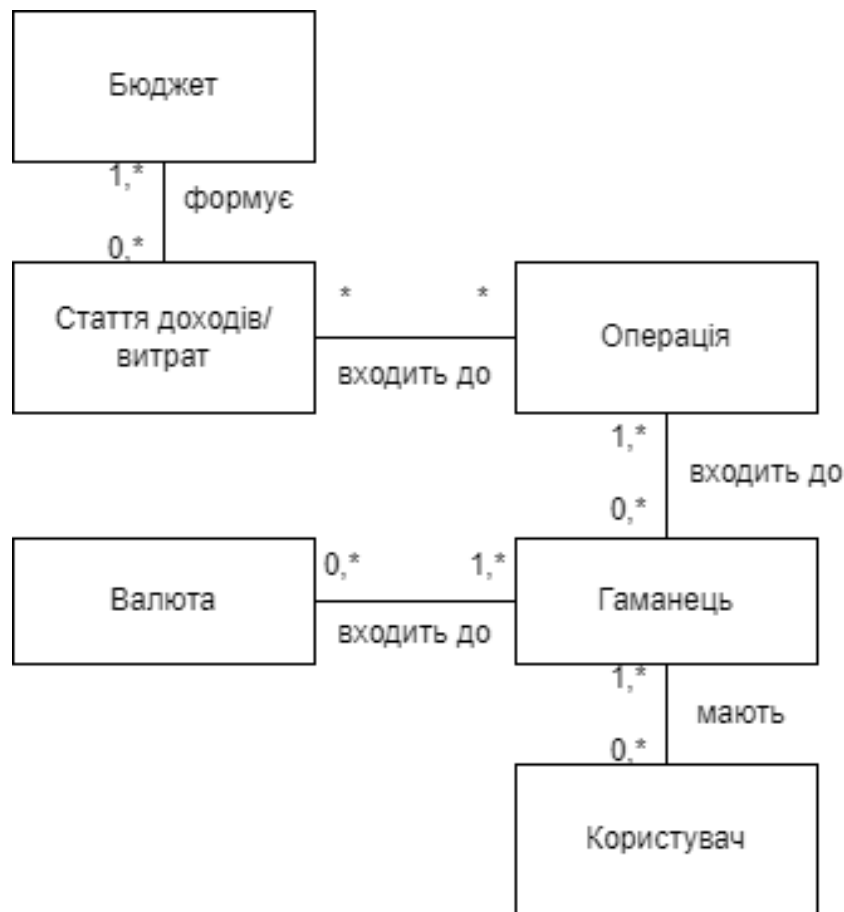 Бюджет
1,*
формує
0,*
Стаття доходів/
витрат
* *
входить до
Операція
1,*
входить до
0,*
Валюта
0,* 1,*
входить до
Гаманець
1,*
мають
0,*
Користувач